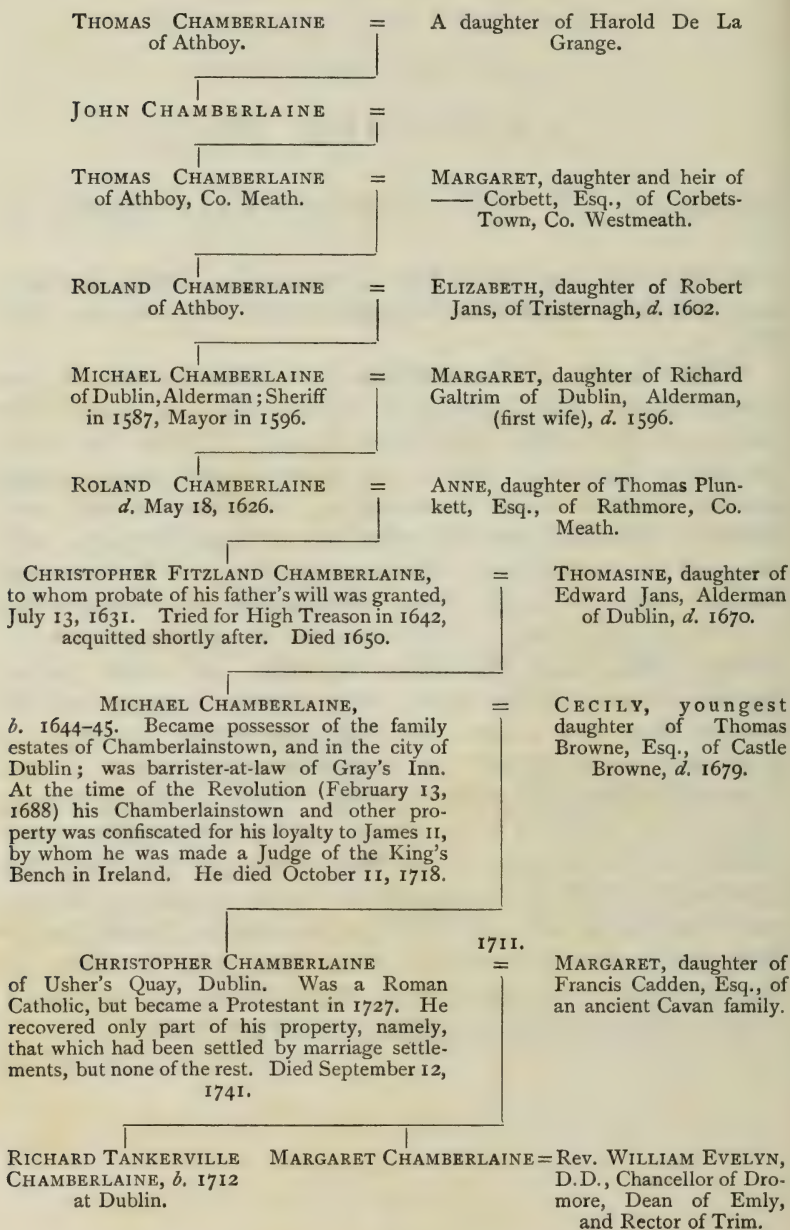 THOMAS CHAMBERLAINE = A daughter of Harold De La
of Athboy. Grange.
JOHN CHAMBERLAINE =
THOMAS CHAMBERLAINE = MARGARET, daughter and heir of
of Athboy, Co. Meath. —— Corbett, Esq., of Corbets-
Town, Co. Westmeath.
ROLAND CHAMBERLAINE = ELIZABETH, daughter of Robert
of Athboy. Jans, of Tristernagh, d. 1602.
MICHAEL CHAMBERLAINE = MARGARET, daughter of Richard
of Dublin, Alderman; Sheriff Galtrim of Dublin, Alderman,
in 1587, Mayor in 1596. (first wife), d. 1596.
ROLAND CHAMBERLAINE = ANNE, daughter of Thomas Plun-
d. May 18, 1626. kett, Esq., of Rathmore, Co.
Meath.
CHRISTOPHER FITZLAND CHAMBERLAINE, = THOMASINE, daughter of
to whom probate of his father's will was granted, Edward Jans, Alderman
July 13, 1631. Tried for High Treason in 1642, of Dublin, d. 1670.
acquitted shortly after. Died 1650.
MICHAEL CHAMBERLAINE, = CECILY, youngest
b. 1644–45. Became possessor of the family daughter of Thomas
estates of Chamberlainstown, and in the city of Browne, Esq., of Castle
Dublin; was barrister-at-law of Gray's Inn. Browne, d. 1679.
At the time of the Revolution (February 13,
1688) his Chamberlainstown and other pro-
perty was confiscated for his loyalty to James II,
by whom he was made a Judge of the King's
Bench in Ireland. He died October 11, 1718.
1711.
CHRISTOPHER CHAMBERLAINE = MARGARET, daughter of
of Usher's Quay, Dublin. Was a Roman Francis Cadden, Esq., of
Catholic, but became a Protestant in 1727. He an ancient Cavan family.
recovered only part of his property, namely,
that which had been settled by marriage settle-
ments, but none of the rest. Died September 12,
1741.
RICHARD TANKERVILLE MARGARET CHAMBERLAINE = Rev. WILLIAM EVELYN,
CHAMBERLAINE, b. 1712 D.D., Chancellor of Dro-
at Dublin. more, Dean of Emly,
and Rector of Trim.